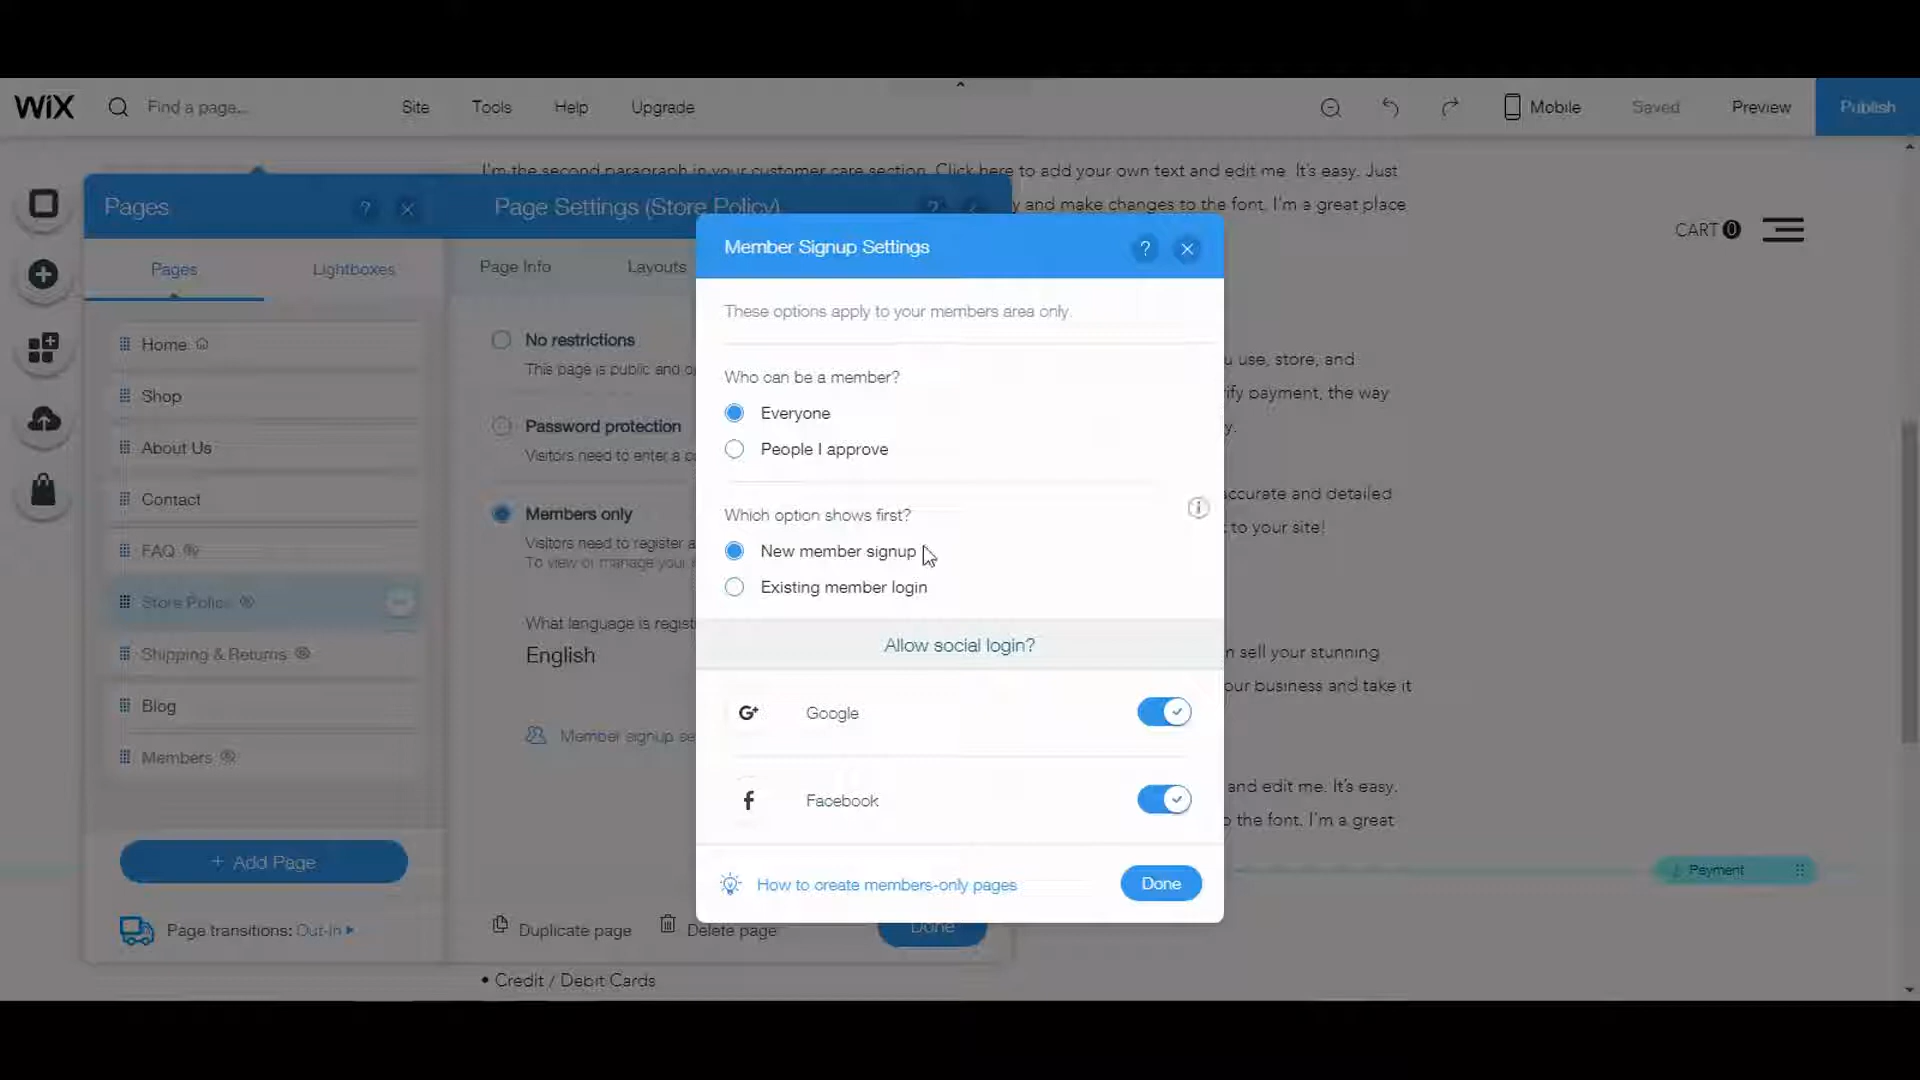 WiX
Find a page...
Site
Tools
Help
Upgrade
Mobile
Saved
Preview
Publish
I'm the second paragraph in your customer care section. Click here to add your own text and edit me. It's easy. Just
y and make changes to the font. I'm a great place
CART 0
Pages
?
Page Settings (Store Policy)
?
Pages
Lightboxes
Page Info
Layouts
Home
Shop
About Us
Contact
FAQ
Store Policy
Shipping & Returns
Blog
Members
+ Add Page
Page transitions: Out-In
No restrictions
This page is public and o
Password protection
Visitors need to enter a
Members only
Visitors need to register a
To view or manage your
What language is registr
English
Member signup se
Duplicate page
Delete page
Done
Member Signup Settings
?
These options apply to your members area only.
Who can be a member?
Everyone
People I approve
Which option shows first?
i
New member signup
Existing member login
Allow social login?
G+ Google
f Facebook
How to create members-only pages
Done
u use, store, and
ify payment, the way
y.
accurate and detailed
to your site!
n sell your stunning
our business and take it
and edit me. It's easy.
the font. I'm a great
Payment
• Credit / Debit Cards